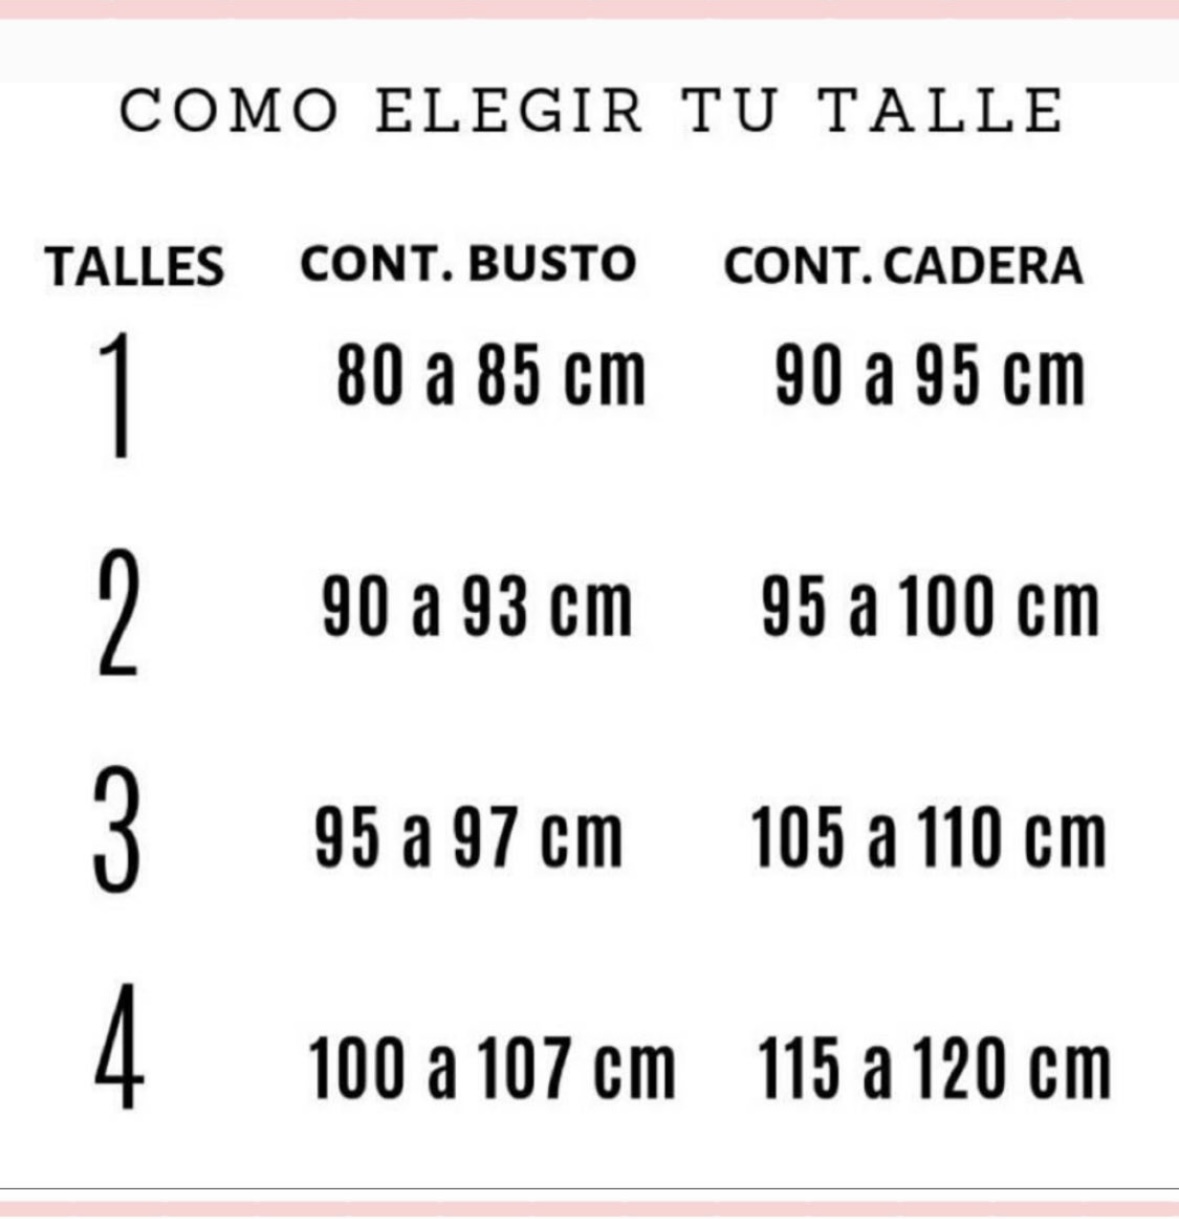 COMO ELEGIR TU TALLE
TALLES CONT. BUSTO CONT. CADERA
1 80 a 85 cm 90 a 95 cm
2 90 a 93 cm 95 a 100 cm
3 95 a 97 cm 105 a 110 cm
4 100 a 107 cm 115 a 120 cm